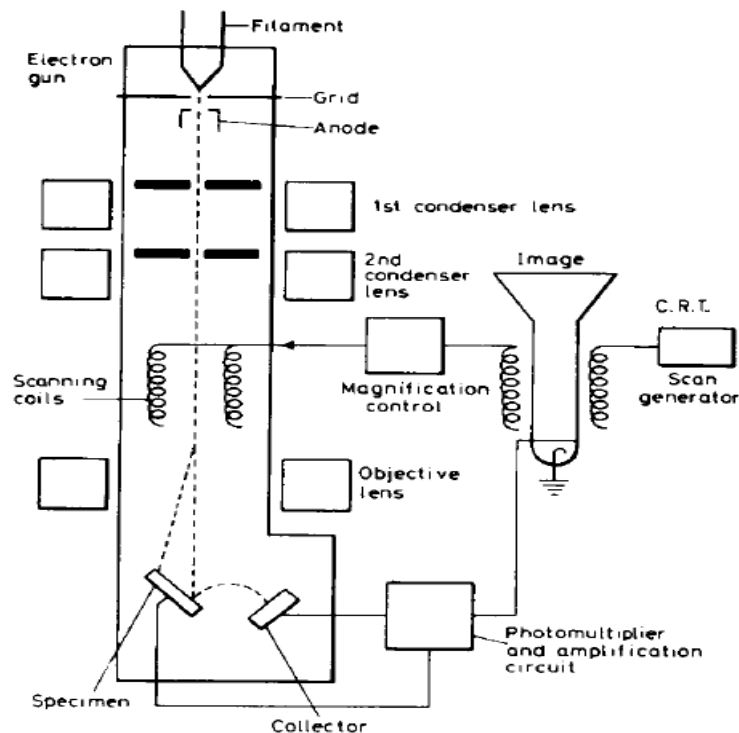 Filament
Electron
gun
Grid
Anode
1st condenser lens
2nd
condenser
lens
Image
C.R.T.
Scanning
coils
Magnification
control
Scan
generator
Objective
lens
Photomultiplier
and amplification
circuit
Specimen
Collector